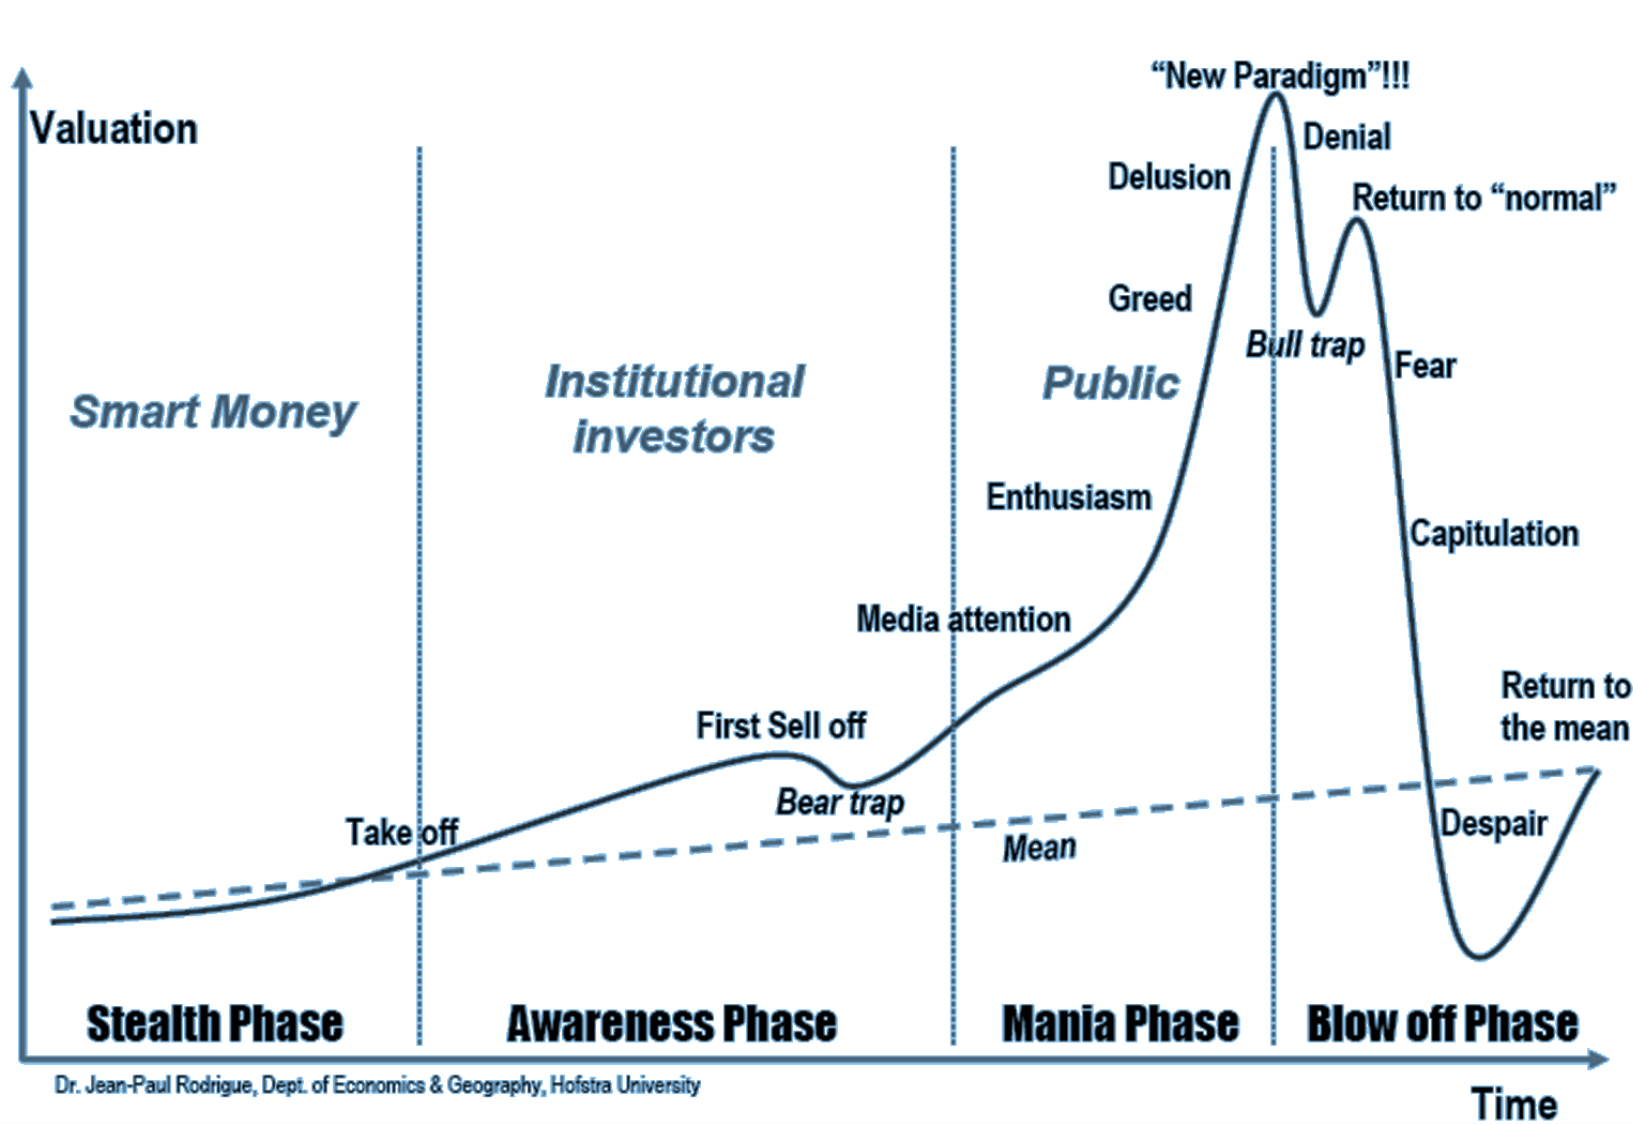 “New Paradigm”!!!
Valuation
Denial
Delusion
Return to “normal”
Greed
Bull trap
Fear
Smart Money
Institutional
investors
Public
Enthusiasm
Capitulation
Media attention
Return to
the mean
First Sell off
Bear trap
Take off
Mean
Despair
Stealth Phase
Awareness Phase
Mania Phase
Blow off Phase
Dr. Jean-Paul Rodrigue, Dept. of Economics & Geography, Hofstra University
Time